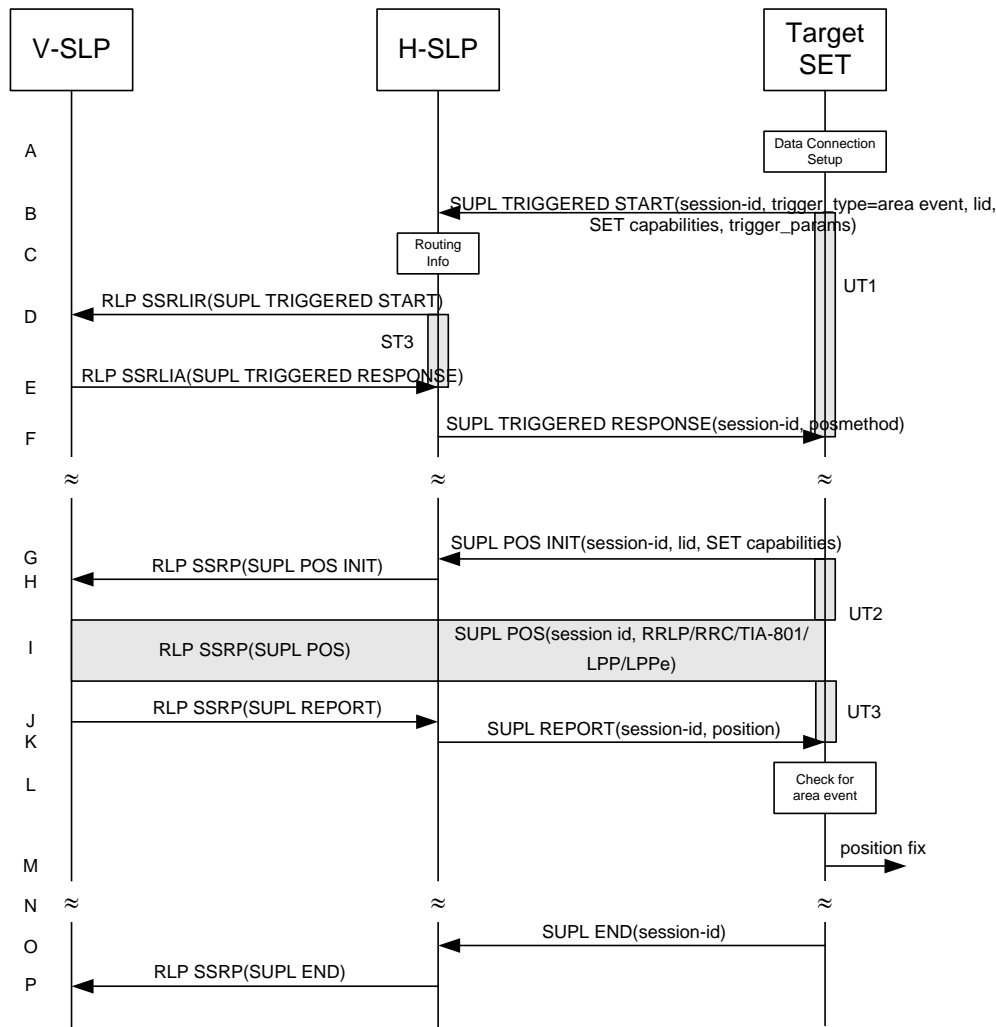 V-SLP
H-SLP
Target
SET
A
Data Connection
Setup
B
SUPL TRIGGERED START(session-id, trigger_type=area event, lid,
SET capabilities, trigger_params)
C
Routing
Info
UT1
D
RLP SSRLIR(SUPL TRIGGERED START)
ST3
E
RLP SSRLIA(SUPL TRIGGERED RESPONSE)
F
SUPL TRIGGERED RESPONSE(session-id, posmethod)
≈ ≈ ≈
G
SUPL POS INIT(session-id, lid, SET capabilities)
H
RLP SSRP(SUPL POS INIT)
UT2
I
RLP SSRP(SUPL POS)
SUPL POS(session id, RRLP/RRC/TIA-801/
LPP/LPPe)
J
RLP SSRP(SUPL REPORT)
UT3
K
SUPL REPORT(session-id, position)
L
Check for
area event
M
position fix
N
≈ ≈ ≈
O
SUPL END(session-id)
P
RLP SSRP(SUPL END)